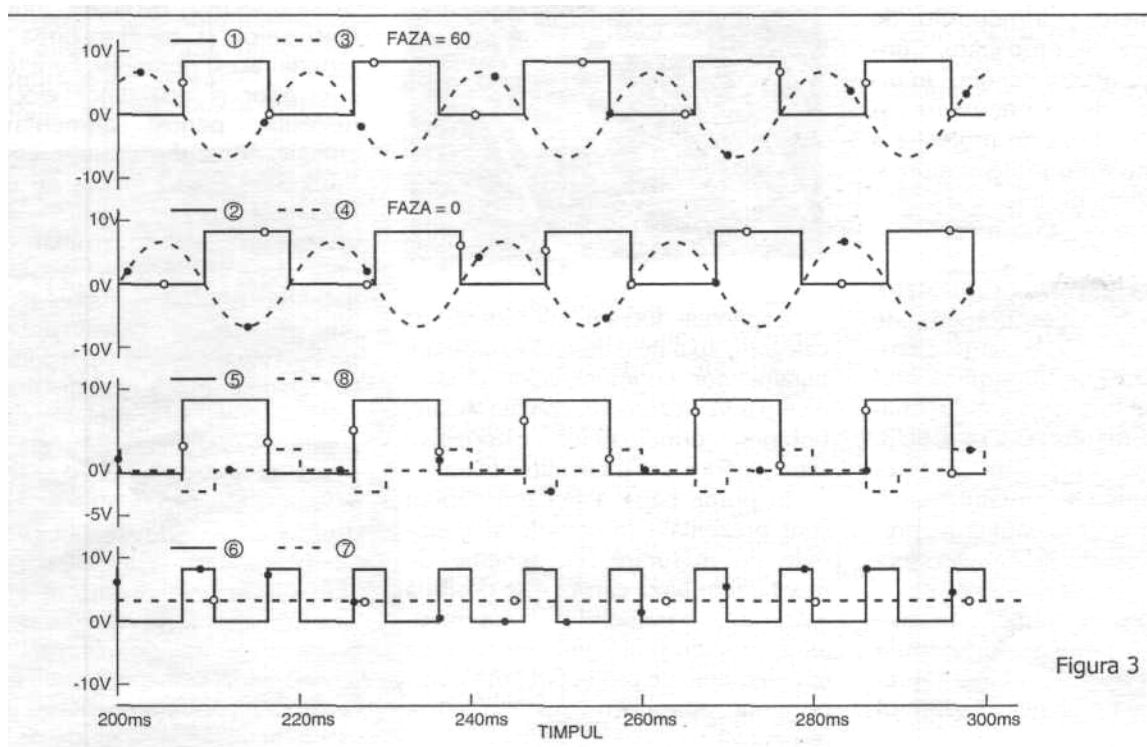 ① ③ FAZA = 60
10V
0V
-10V
② ④ FAZA = 0
10V
0V
-10V
⑤ ⑧
10V
0V
-5V
⑥ ⑦
10V
0V
-10V
Figura 3
200ms 220ms 240ms 260ms 280ms 300ms
TIMPUL